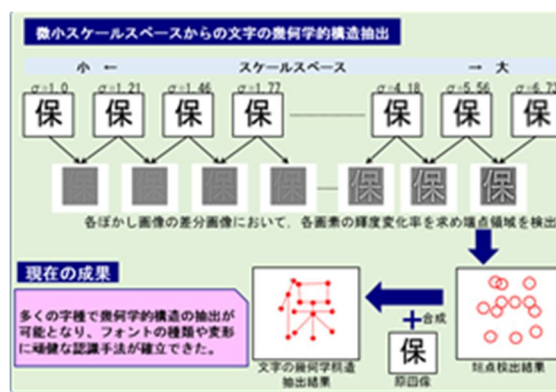 微小スケールスペースからの文字の幾何学的構造抽出
小 ← スケールスペース → 大
σ=1.0 σ=1.21 σ=1.46 σ=1.77 σ=4.18 σ=5.56 σ=6.72
保 保 保 保 保 保 保
保 保 保
各ぼかし画像の差分画像において，各画素の輝度変化率を求め端点領域を検出
現在の成果
多くの字種で幾何学的構造の抽出が
可能となり、フォントの種類や変形
に頑健な認識手法が確立できた。
+合成
保
文字の幾何学構造
抽出結果
原画像
端点検出結果